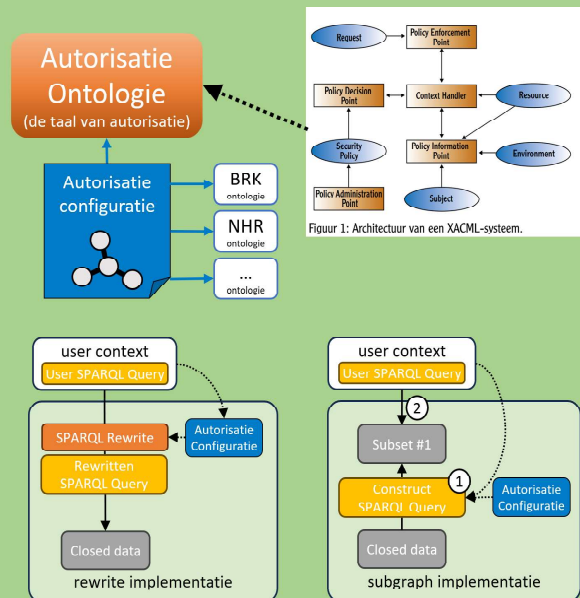 Autorisatie
Ontologie
(de taal van autorisatie)
Autorisatie
configuratie
BRK
ontologie
NHR
ontologie
...
ontologie
Request
Policy Enforcement
Point
Policy Decision
Point
Context Handler
Resource
Security
Policy
Policy Information
Point
Environment
Policy Administration
Point
Subject
Figuur 1: Architectuur van een XACML-systeem.
user context
User SPARQL Query
SPARQL Rewrite
Autorisatie
Configuratie
Rewritten
SPARQL Query
Closed data
rewrite implementatie
user context
User SPARQL Query
2
Subset #1
1
Construct
SPARQL Query
Autorisatie
Configuratie
Closed data
subgraph implementatie